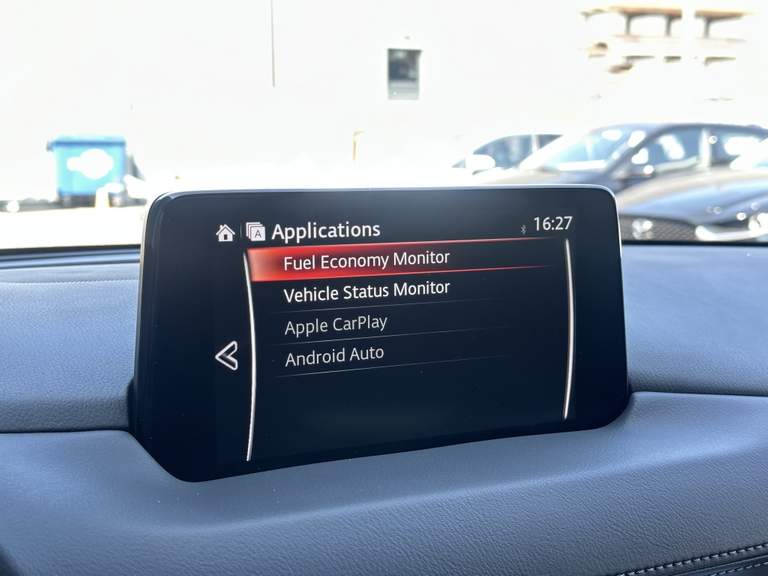 Applications
16:27
Fuel Economy Monitor
Vehicle Status Monitor
Apple CarPlay
Android Auto